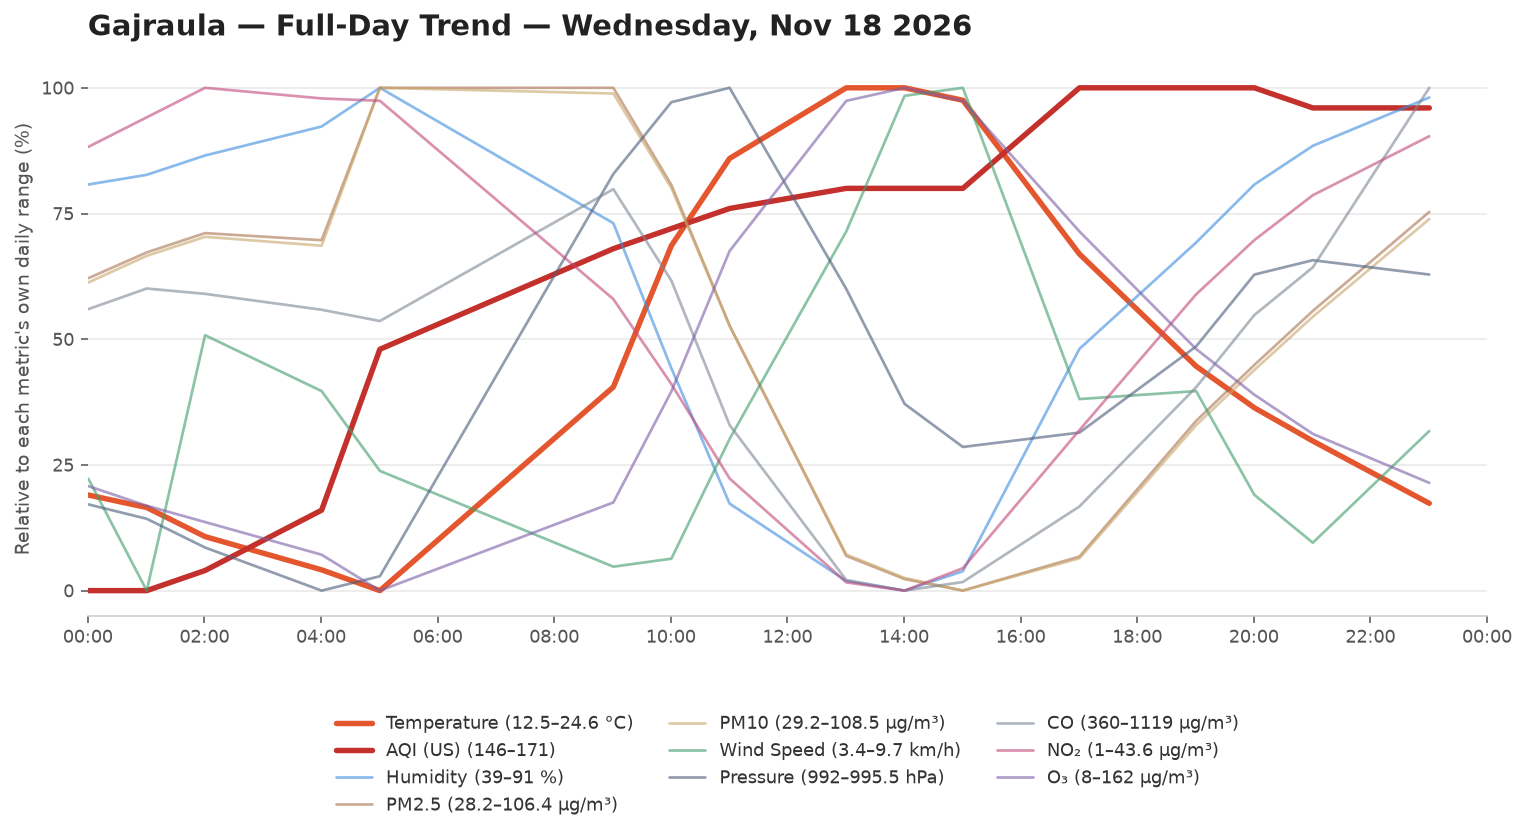 Gajraula — Full-Day Trend — Wednesday, Nov 18 2026
Relative to each metric's own daily range (%)
100
75
50
25
0
00:00 02:00 04:00 06:00 08:00 10:00 12:00 14:00 16:00 18:00 20:00 22:00 00:00
Temperature (12.5–24.6 °C)
AQI (US) (146–171)
Humidity (39–91 %)
PM2.5 (28.2–106.4 µg/m³)
PM10 (29.2–108.5 µg/m³)
Wind Speed (3.4–9.7 km/h)
Pressure (992–995.5 hPa)
CO (360–1119 µg/m³)
NO₂ (1–43.6 µg/m³)
O₃ (8–162 µg/m³)